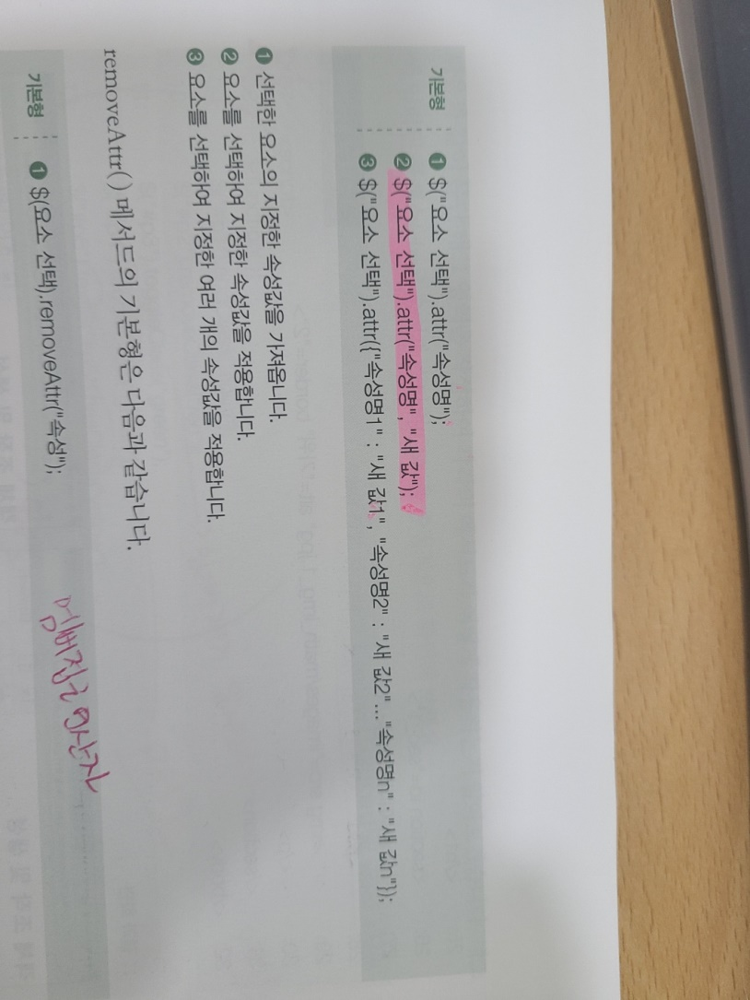 기본형
❶ $("요소 선택").attr("속성명");
❷ $("요소 선택").attr("속성명", "새 값");
❸ $("요소 선택").attr({"속성명1" : "새 값1", "속성명2" : "새 값2"... "속성명n" : "새 값n"});
❶ 선택한 요소의 지정한 속성값을 가져옵니다.
❷ 요소를 선택하여 지정한 속성값을 적용합니다.
❸ 요소를 선택하여 지정한 여러 개의 속성값을 적용합니다.
removeAttr() 메서드의 기본형은 다음과 같습니다.
기본형
❶ $(요소 선택).removeAttr("속성");
멤버접근연산자